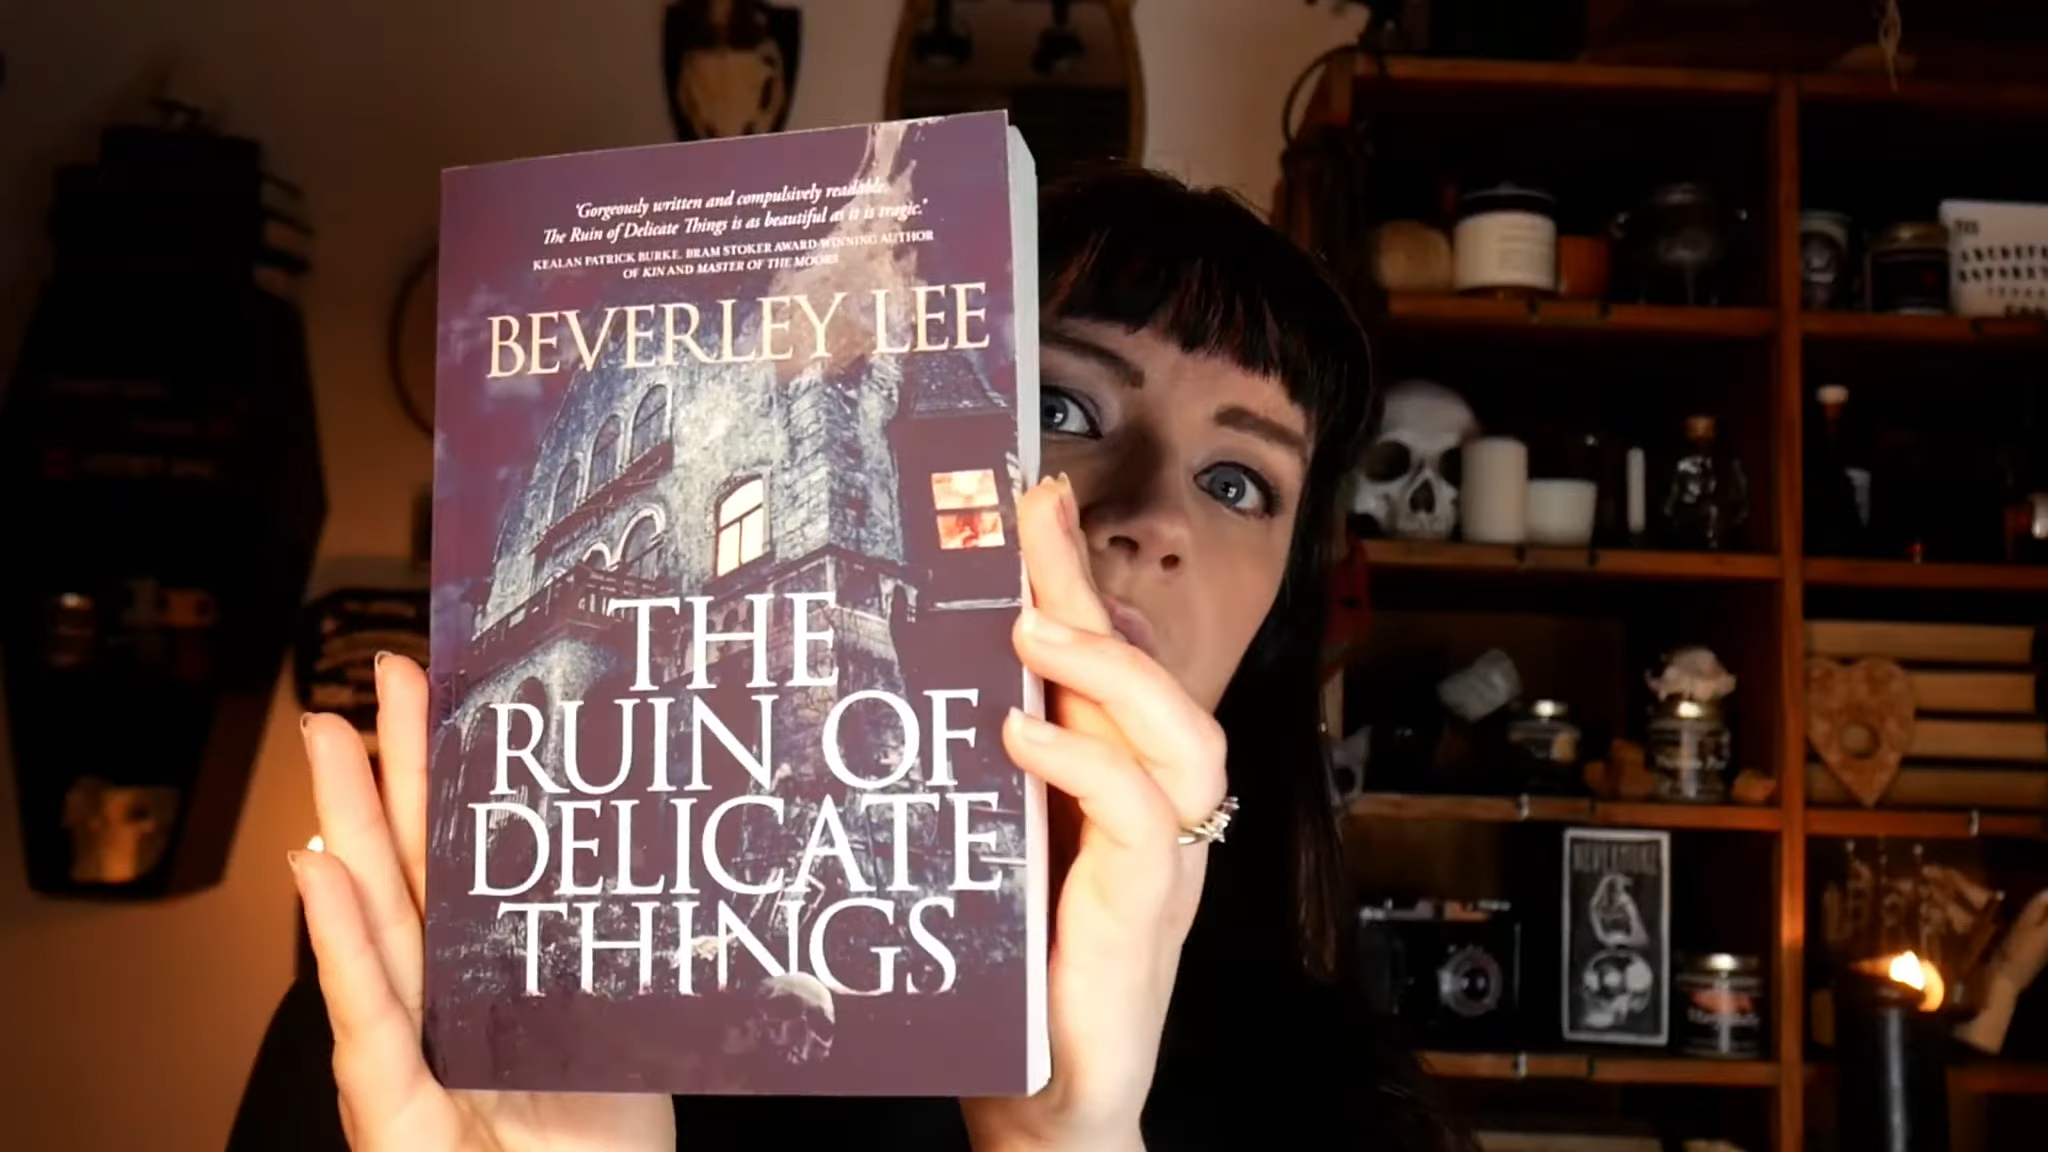 'Gorgeously written and compulsively readable.
The Ruin of Delicate Things is as beautiful as it is tragic.'
KEALAN PATRICK BURKE, BRAM STOKER AWARD-WINNING AUTHOR
OF KIN AND MASTER OF THE MOORS
BEVERLEY LEE
THE
RUIN OF
DELICATE
THINGS
NEVERMORE